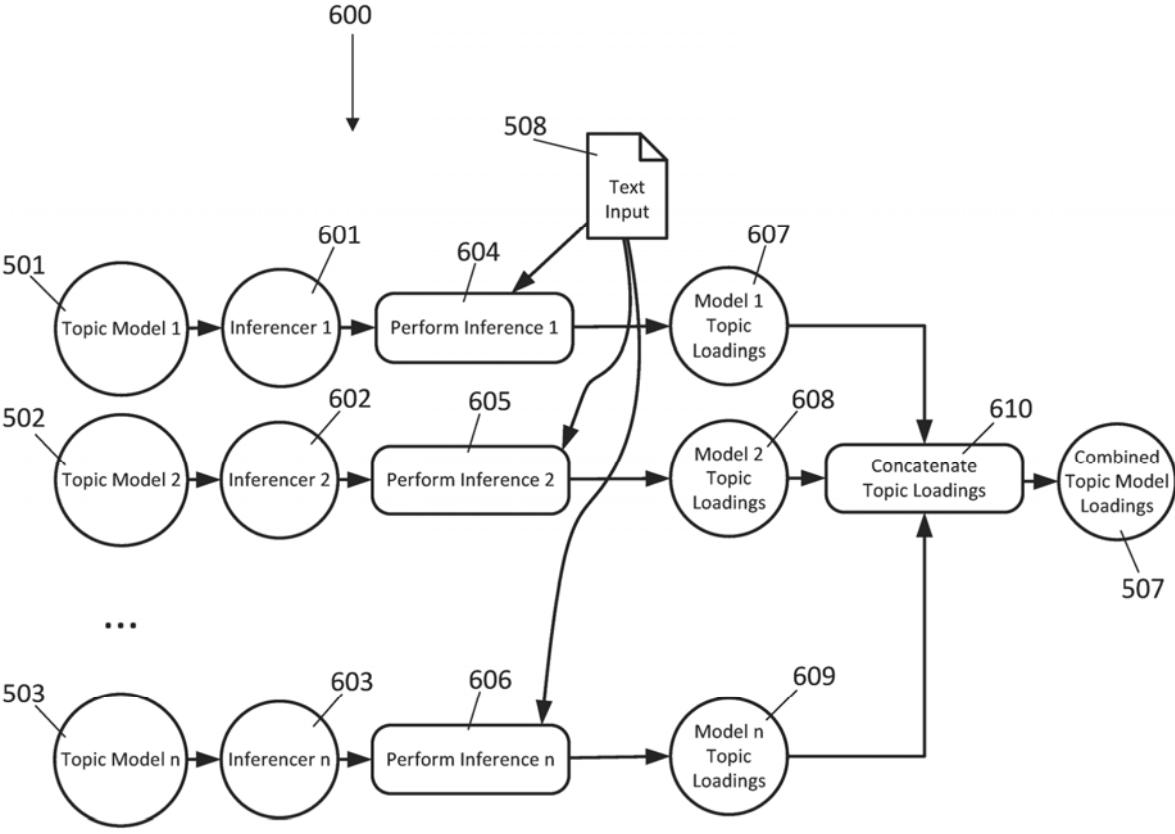 600
508
Text
Input
501
601
604
607
Topic Model 1
Inferencer 1
Perform Inference 1
Model 1
Topic
Loadings
502
602
605
608
610
Topic Model 2
Inferencer 2
Perform Inference 2
Model 2
Topic
Loadings
Concatenate
Topic Loadings
Combined
Topic Model
Loadings
507
...
503
603
606
609
Topic Model n
Inferencer n
Perform Inference n
Model n
Topic
Loadings